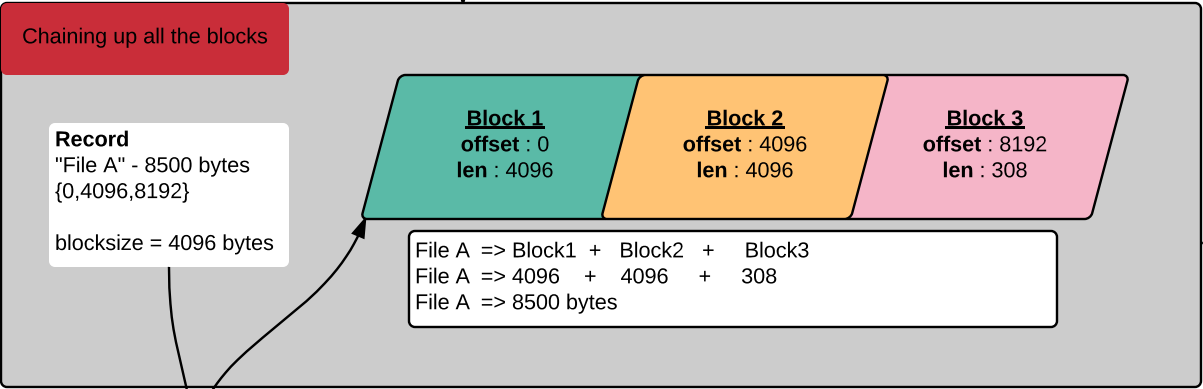 Chaining up all the blocks
Record
"File A" - 8500 bytes
{0,4096,8192}
blocksize = 4096 bytes
Block 1
offset : 0
len : 4096
Block 2
offset : 4096
len : 4096
Block 3
offset : 8192
len : 308
File A => Block1 + Block2 + Block3
File A => 4096 + 4096 + 308
File A => 8500 bytes